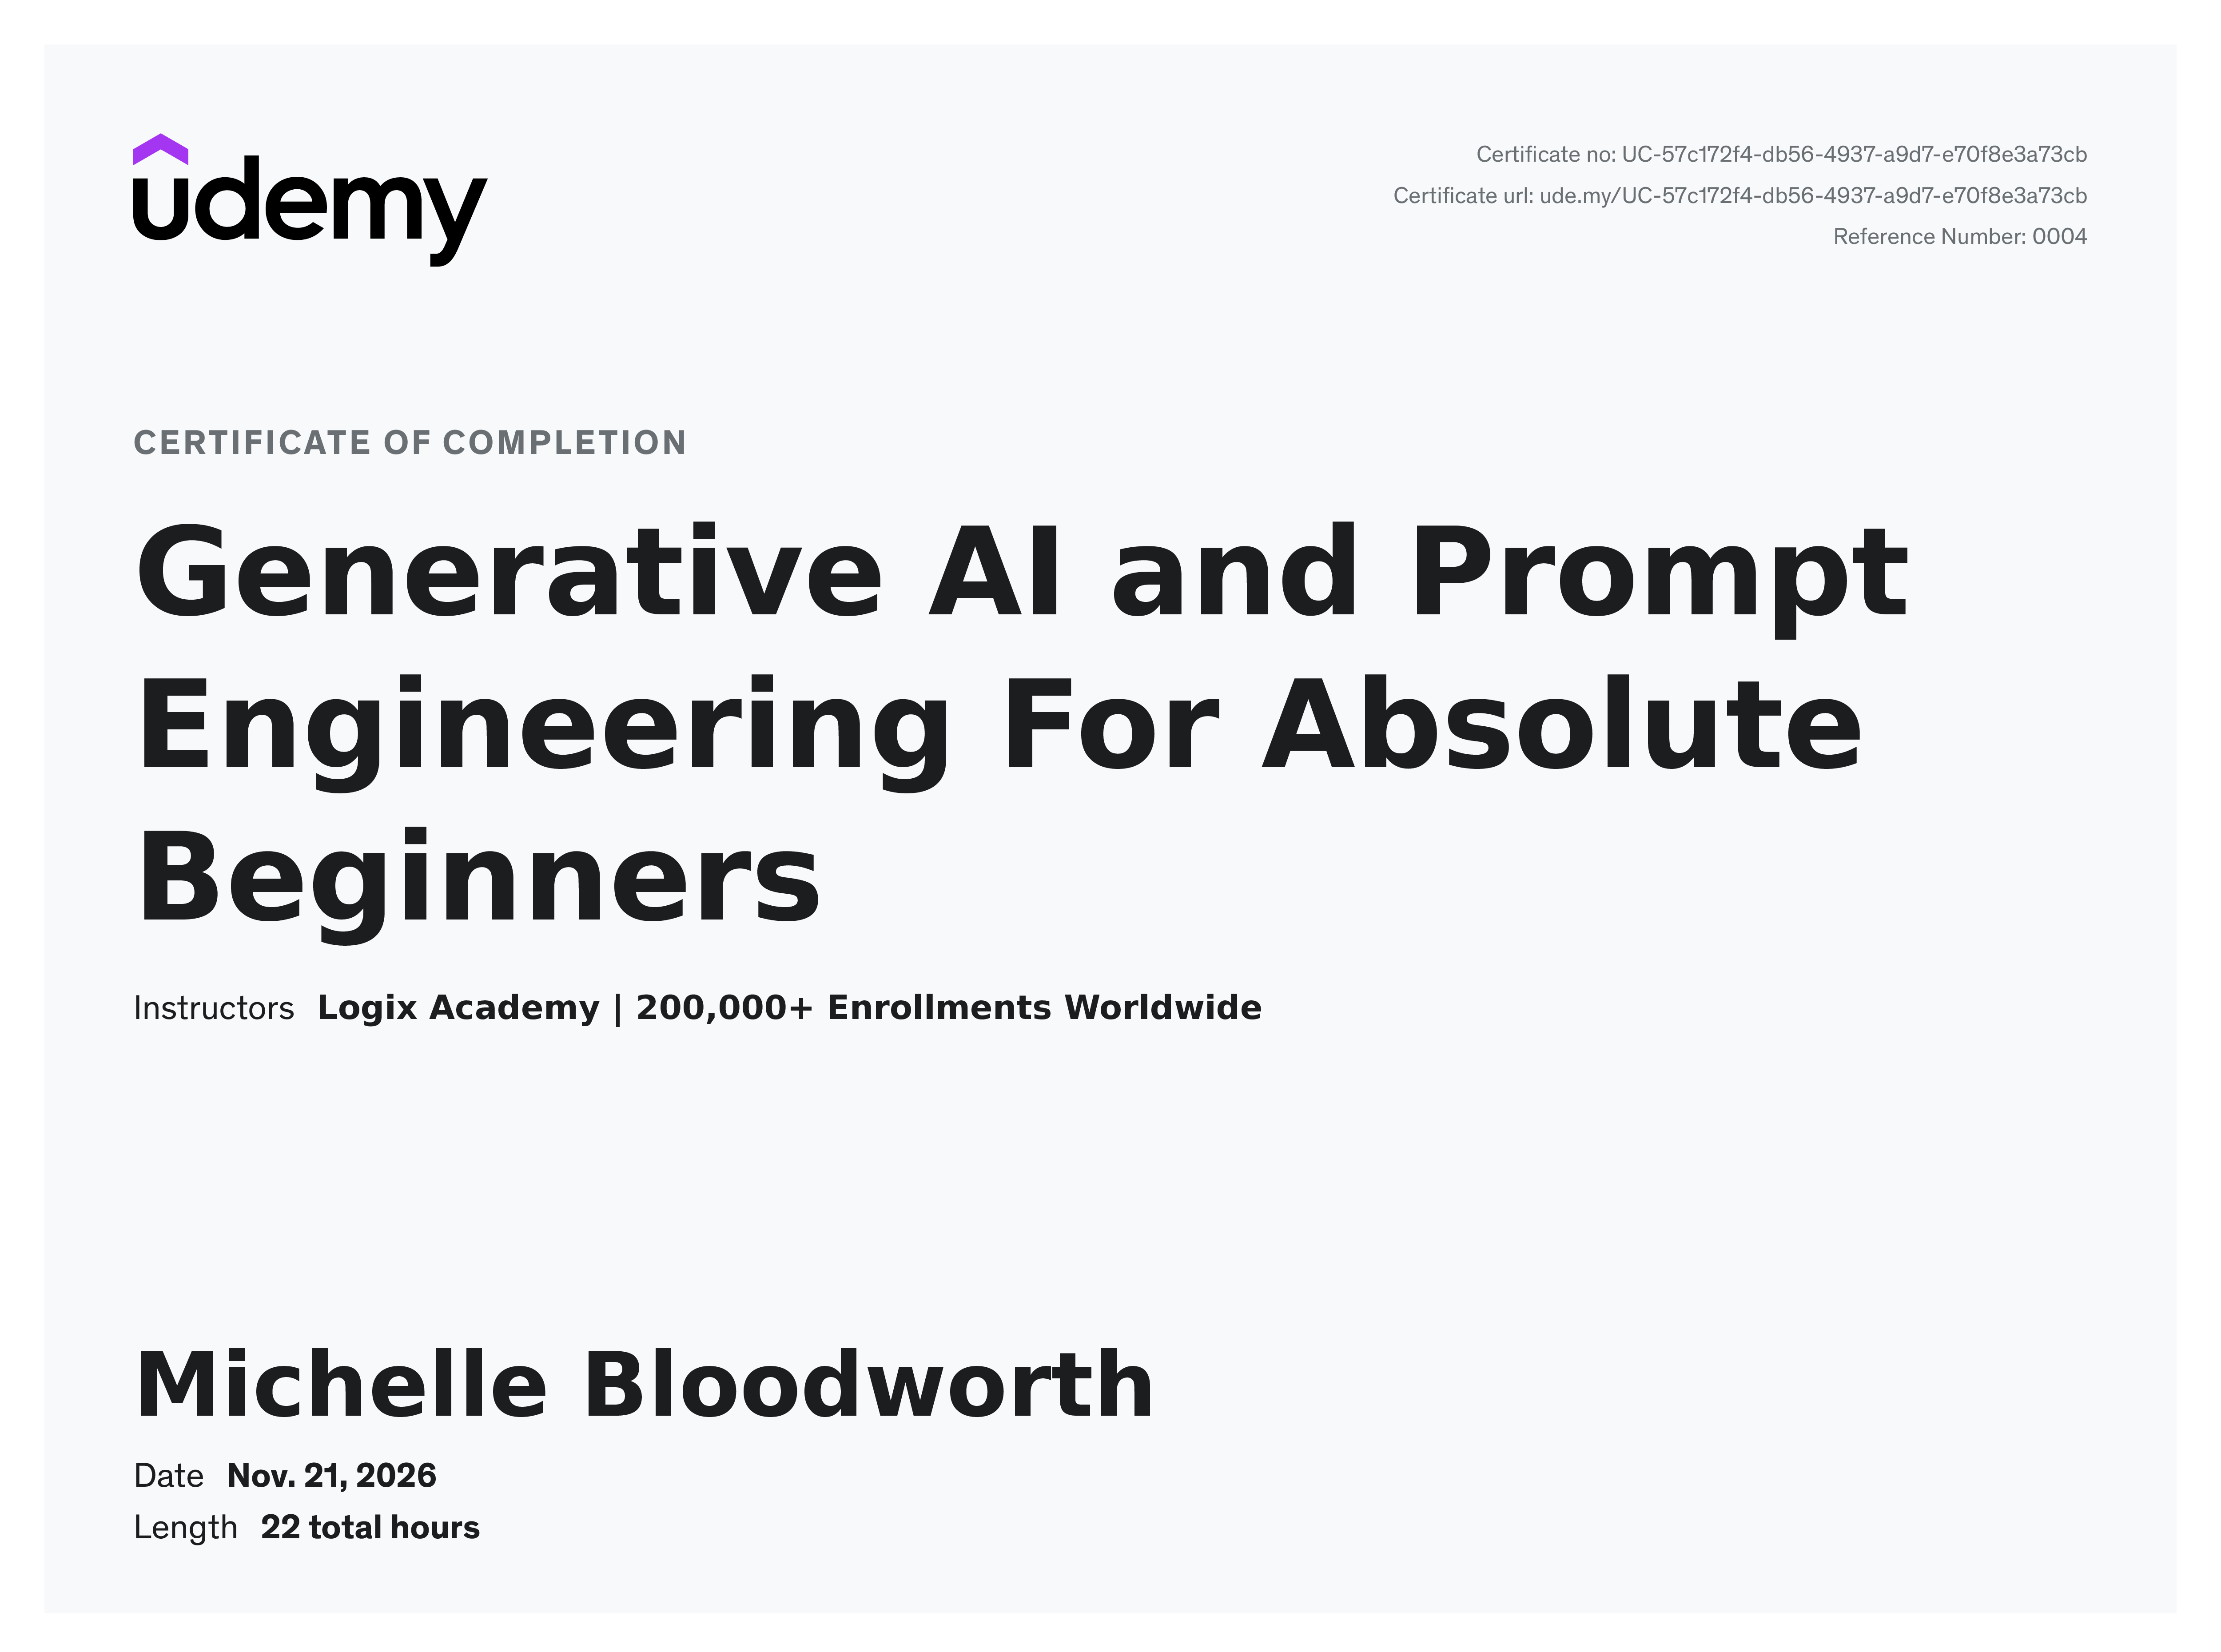 udemy
Certificate no: UC-57c172f4-db56-4937-a9d7-e70f8e3a73cb
Certificate url: ude.my/UC-57c172f4-db56-4937-a9d7-e70f8e3a73cb
Reference Number: 0004
CERTIFICATE OF COMPLETION
Generative AI and Prompt
Engineering For Absolute
Beginners
Instructors Logix Academy | 200,000+ Enrollments Worldwide
Michelle Bloodworth
Date Nov. 21, 2026
Length 22 total hours